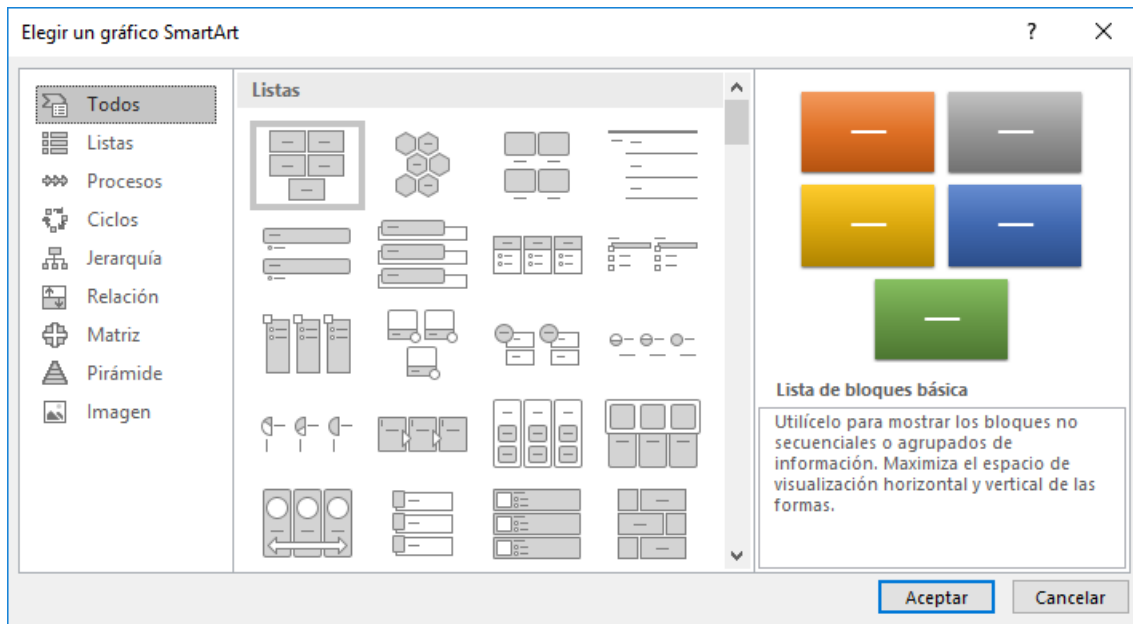 Elegir un gráfico SmartArt
?
Todos
Listas
Procesos
Ciclos
Jerarquía
Relación
Matriz
Pirámide
Imagen
Listas
Lista de bloques básica
Utilícelo para mostrar los bloques no
secuenciales o agrupados de
información. Maximiza el espacio de
visualización horizontal y vertical de las
formas.
Aceptar
Cancelar